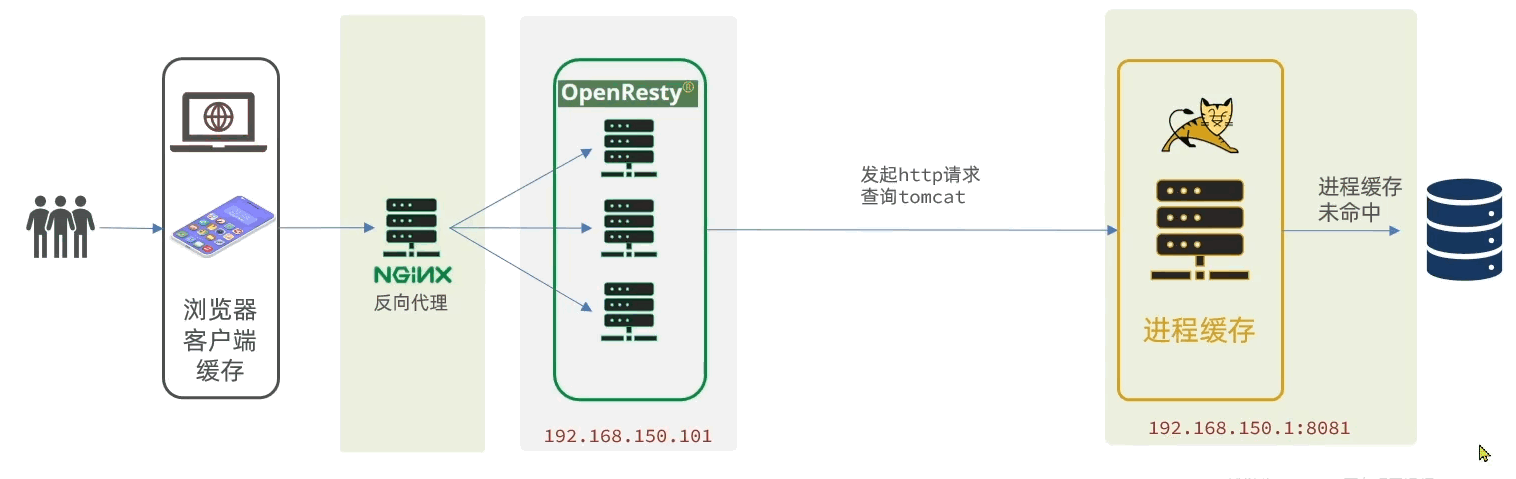 浏览器
客户端
缓存
NGINX
反向代理
OpenResty®
192.168.150.101
发起http请求
查询tomcat
进程缓存
192.168.150.1:8081
进程缓存
未命中